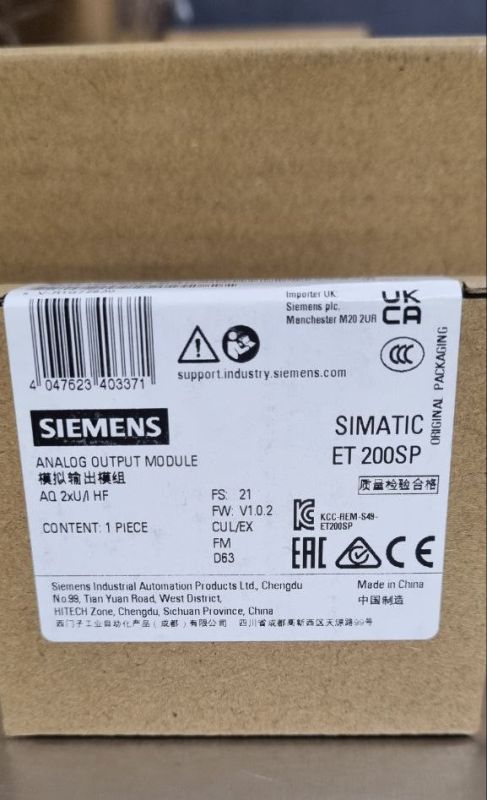 Importer UK:
Siemens plc.
Manchester M20 2UR
UK
CA
4 047623 403371
support.industry.siemens.com
CCC
ORIGINAL PACKAGING
SIEMENS
SIMATIC
ET 200SP
ANALOG OUTPUT MODULE
模拟输出模组
AQ 2xU/I HF
质量检验合格
FS: 21
FW: V1.0.2
CUL/EX
FM
D63
KCC-REM-S49-
ET200SP
CONTENT: 1 PIECE
EAC CE
Siemens Industrial Automation Products Ltd., Chengdu
No.99, Tian Yuan Road, West District,
HITECH Zone, Chengdu, Sichuan Province, China
西门子工业自动化产品（成都）有限公司 四川省成都高新西区天源路99号
Made in China
中国制造